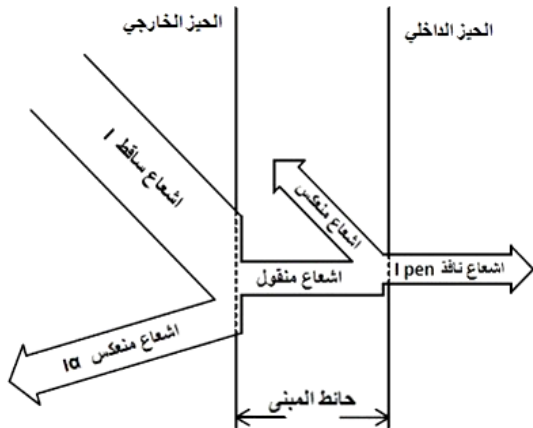 الحيز الخارجي
الحيز الداخلي
اشعاع ساقط I
اشعاع منعكس
اشعاع منقول
اشعاع نافذ I pen
اشعاع منعكس Iα
حائط المبنى